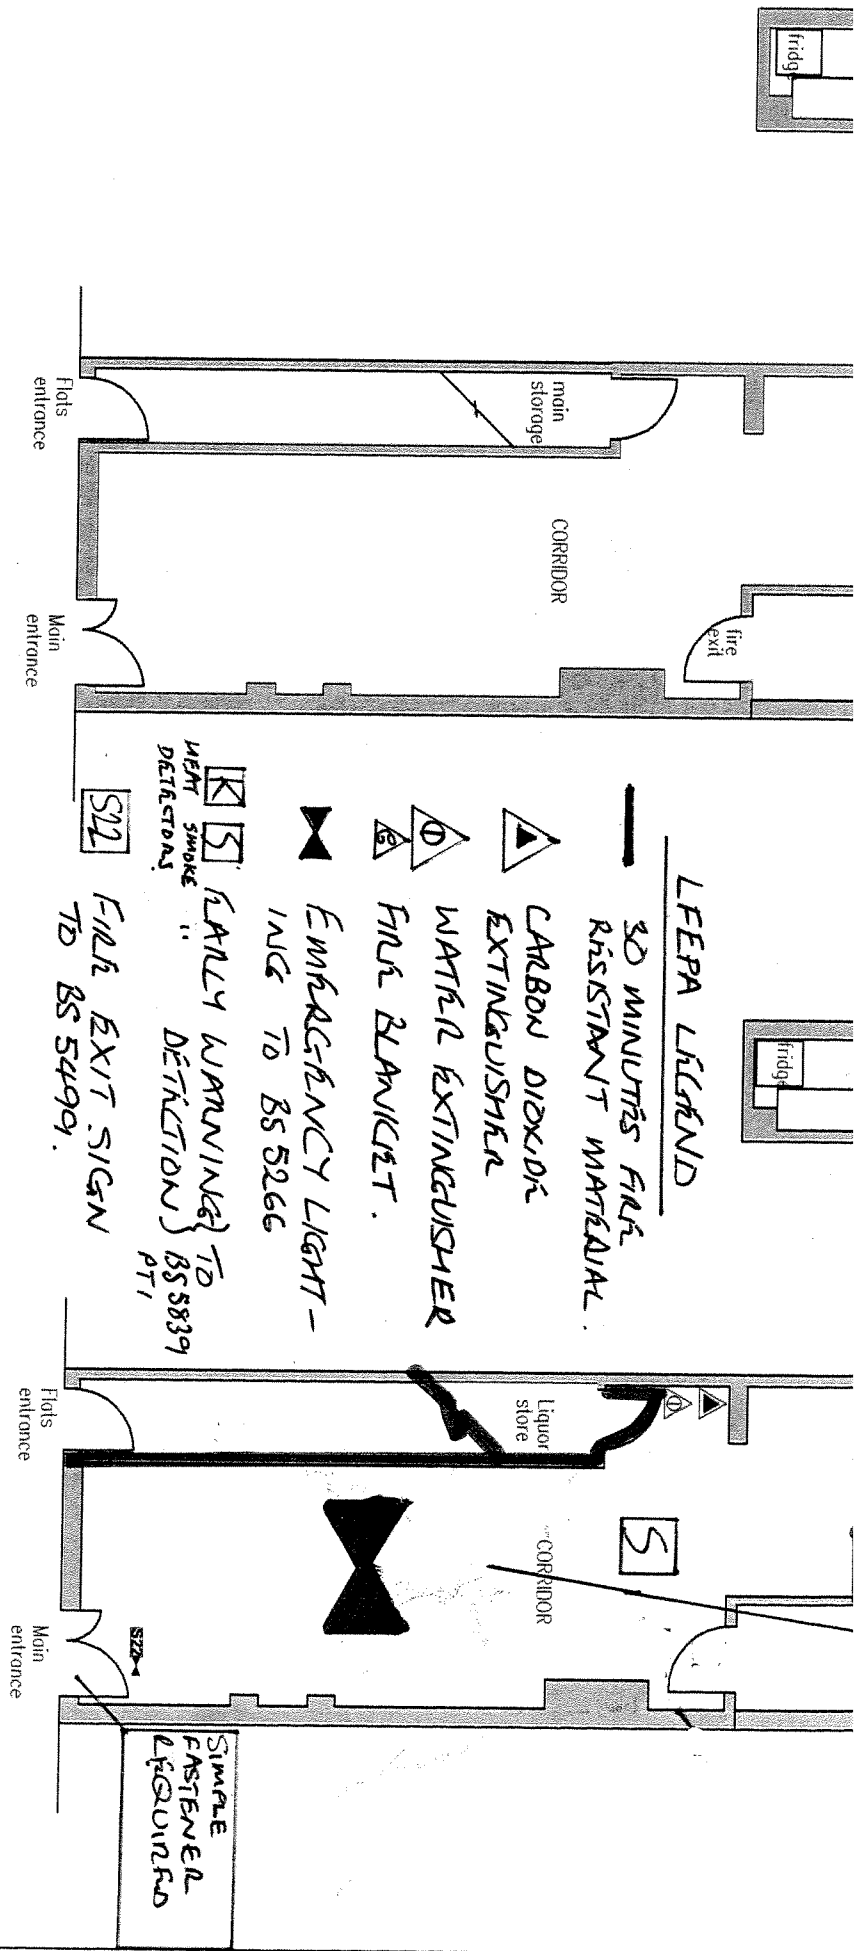 fridge
main
storage
Flats
entrance
CORRIDOR
fire
exit
Main
entrance
LFEPA LEGEND
30 MINUTES FIRE
RESISTANT MATERIAL.
CARBON DIOXIDE
EXTINGUISHER
WATER EXTINGUISHER
FIRE BLANKET.
EMERGENCY LIGHT-
ING TO BS 5266
K S EARLY WARNING } TO
HEAT SMOKE " DETECTION } BS 5839
DETECTORS. PT1
S22 FIRE EXIT SIGN
TO BS 5499.
fridge
Liquor
store
Flats
entrance
S
CORRIDOR
S22
Main
entrance
SIMPLE
FASTENER
REQUIRED